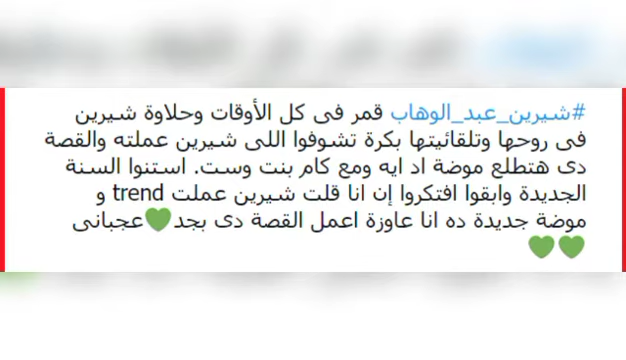 #شيرين_عبد_الوهاب قمر فى كل الأوقات وحلاوة شيرين
فى روحها وتلقائيتها بكرة تشوفوا اللى شيرين عملته والقصة
دى هتطلع موضة اد ايه ومع كام بنت وست. استنوا السنة
الجديدة وابقوا افتكروا إن انا قلت شيرين عملت trend و
موضة جديدة ده انا عاوزة اعمل القصة دى بجد💚عجبانى
💚💚